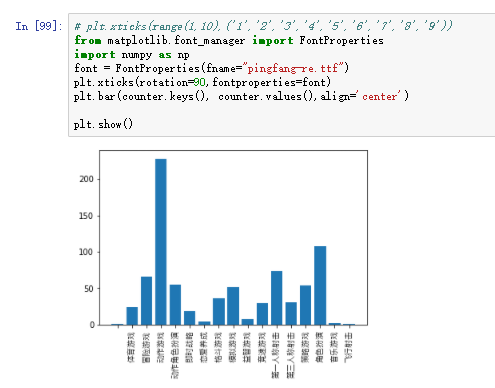 In [99]:
# plt.xticks(range(1,10),('1','2','3','4','5','6','7','8','9'))
from matplotlib.font_manager import FontProperties
import numpy as np
font = FontProperties(fname="pingfang-re.ttf")
plt.xticks(rotation=90,fontproperties=font)
plt.bar(counter.keys(), counter.values(),align='center')
plt.show()
200
150
100
50
0
体育游戏
冒险游戏
动作游戏
动作角色扮演
即时战略
恋爱养成
格斗游戏
模拟游戏
益智游戏
竞速游戏
第一人称射击
第三人称射击
策略游戏
角色扮演
音乐游戏
飞行射击